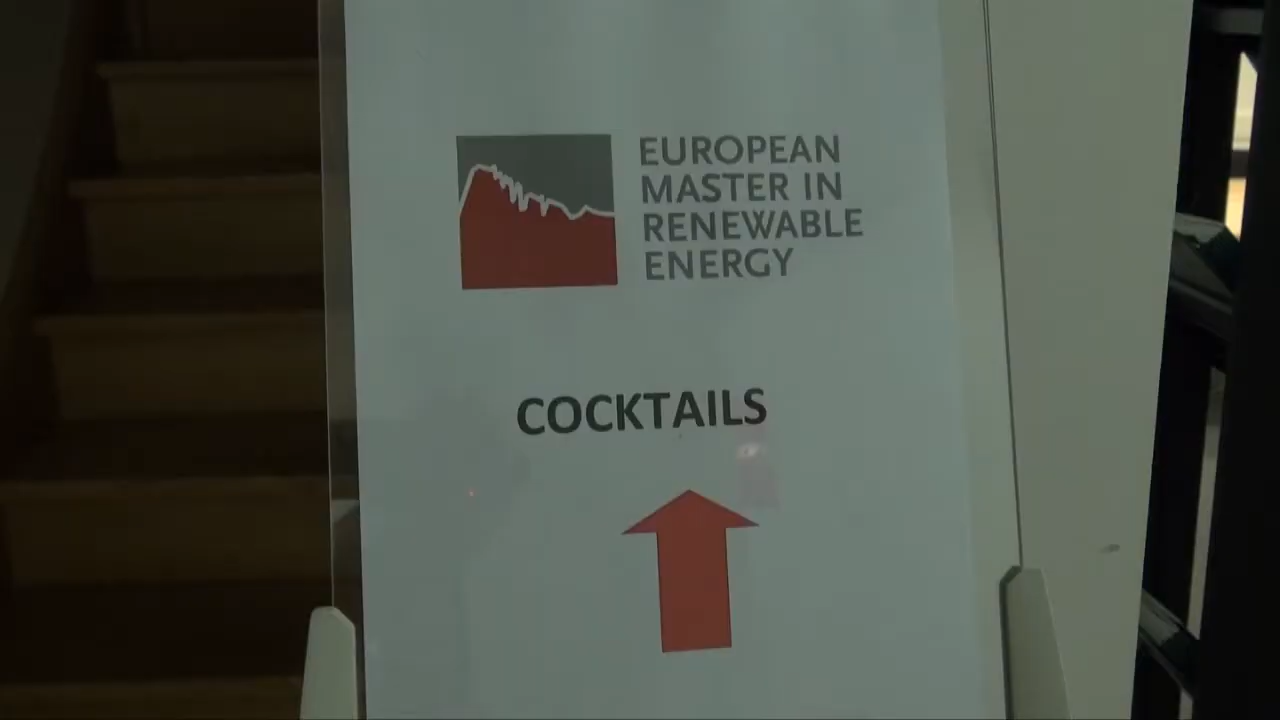 EUROPEAN
MASTER IN
RENEWABLE
ENERGY
COCKTAILS